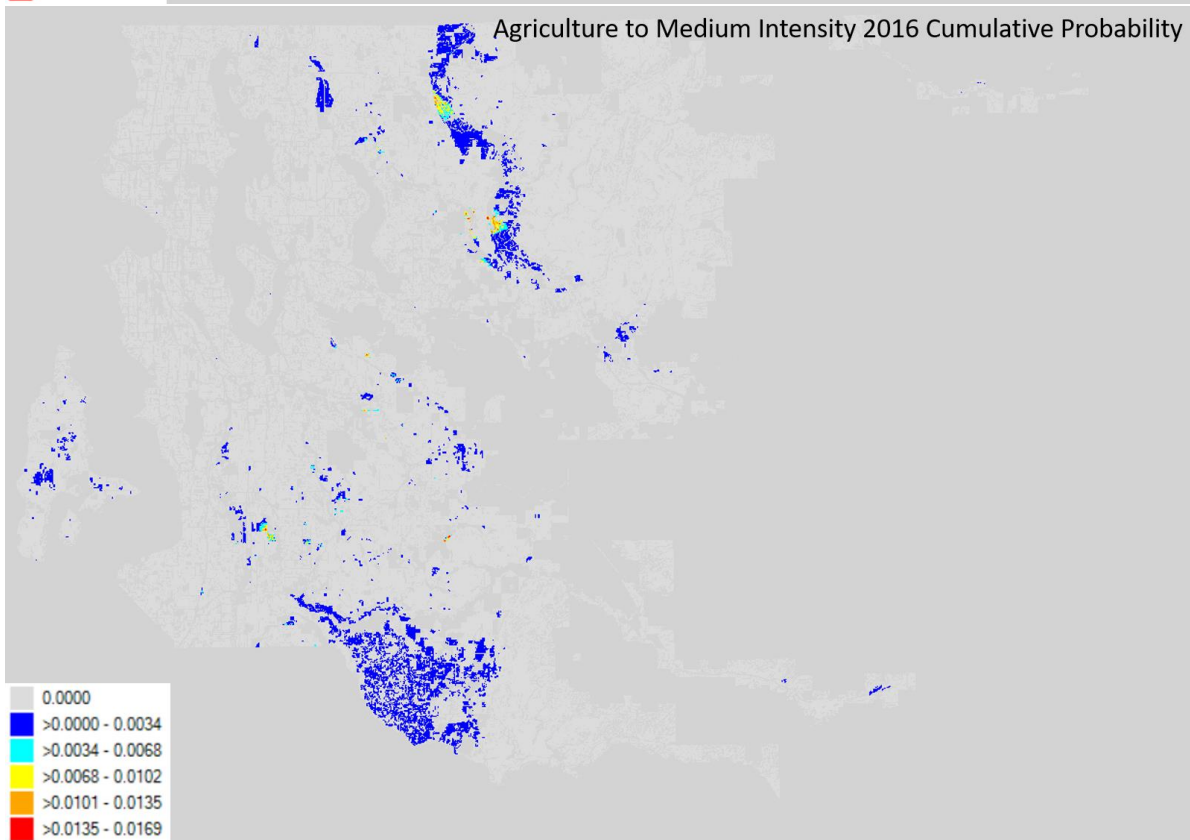 Agriculture to Medium Intensity 2016 Cumulative Probability
0.0000
>0.0000 - 0.0034
>0.0034 - 0.0068
>0.0068 - 0.0102
>0.0101 - 0.0135
>0.0135 - 0.0169